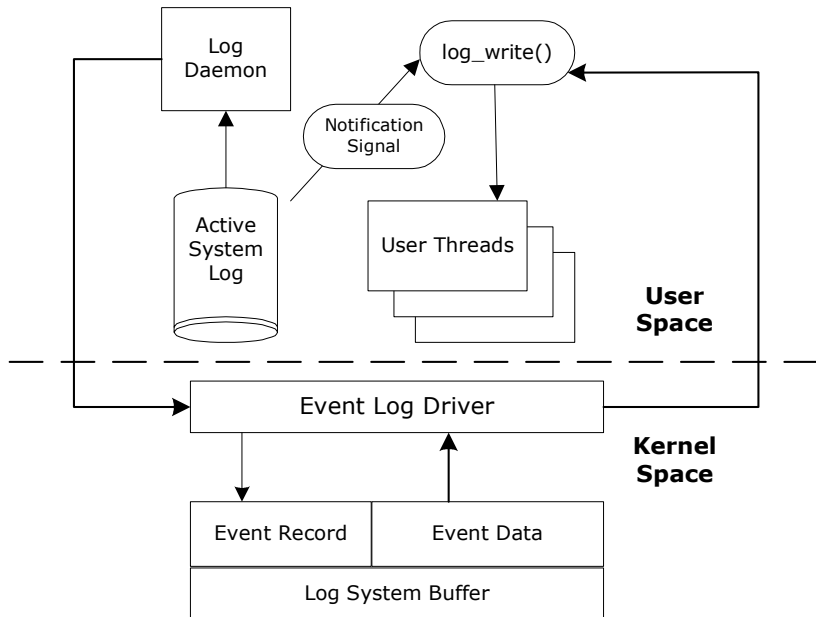 Log
Daemon
log_write()
Notification
Signal
Active
System
Log
User Threads
User
Space
Event Log Driver
Kernel
Space
Event Record
Event Data
Log System Buffer